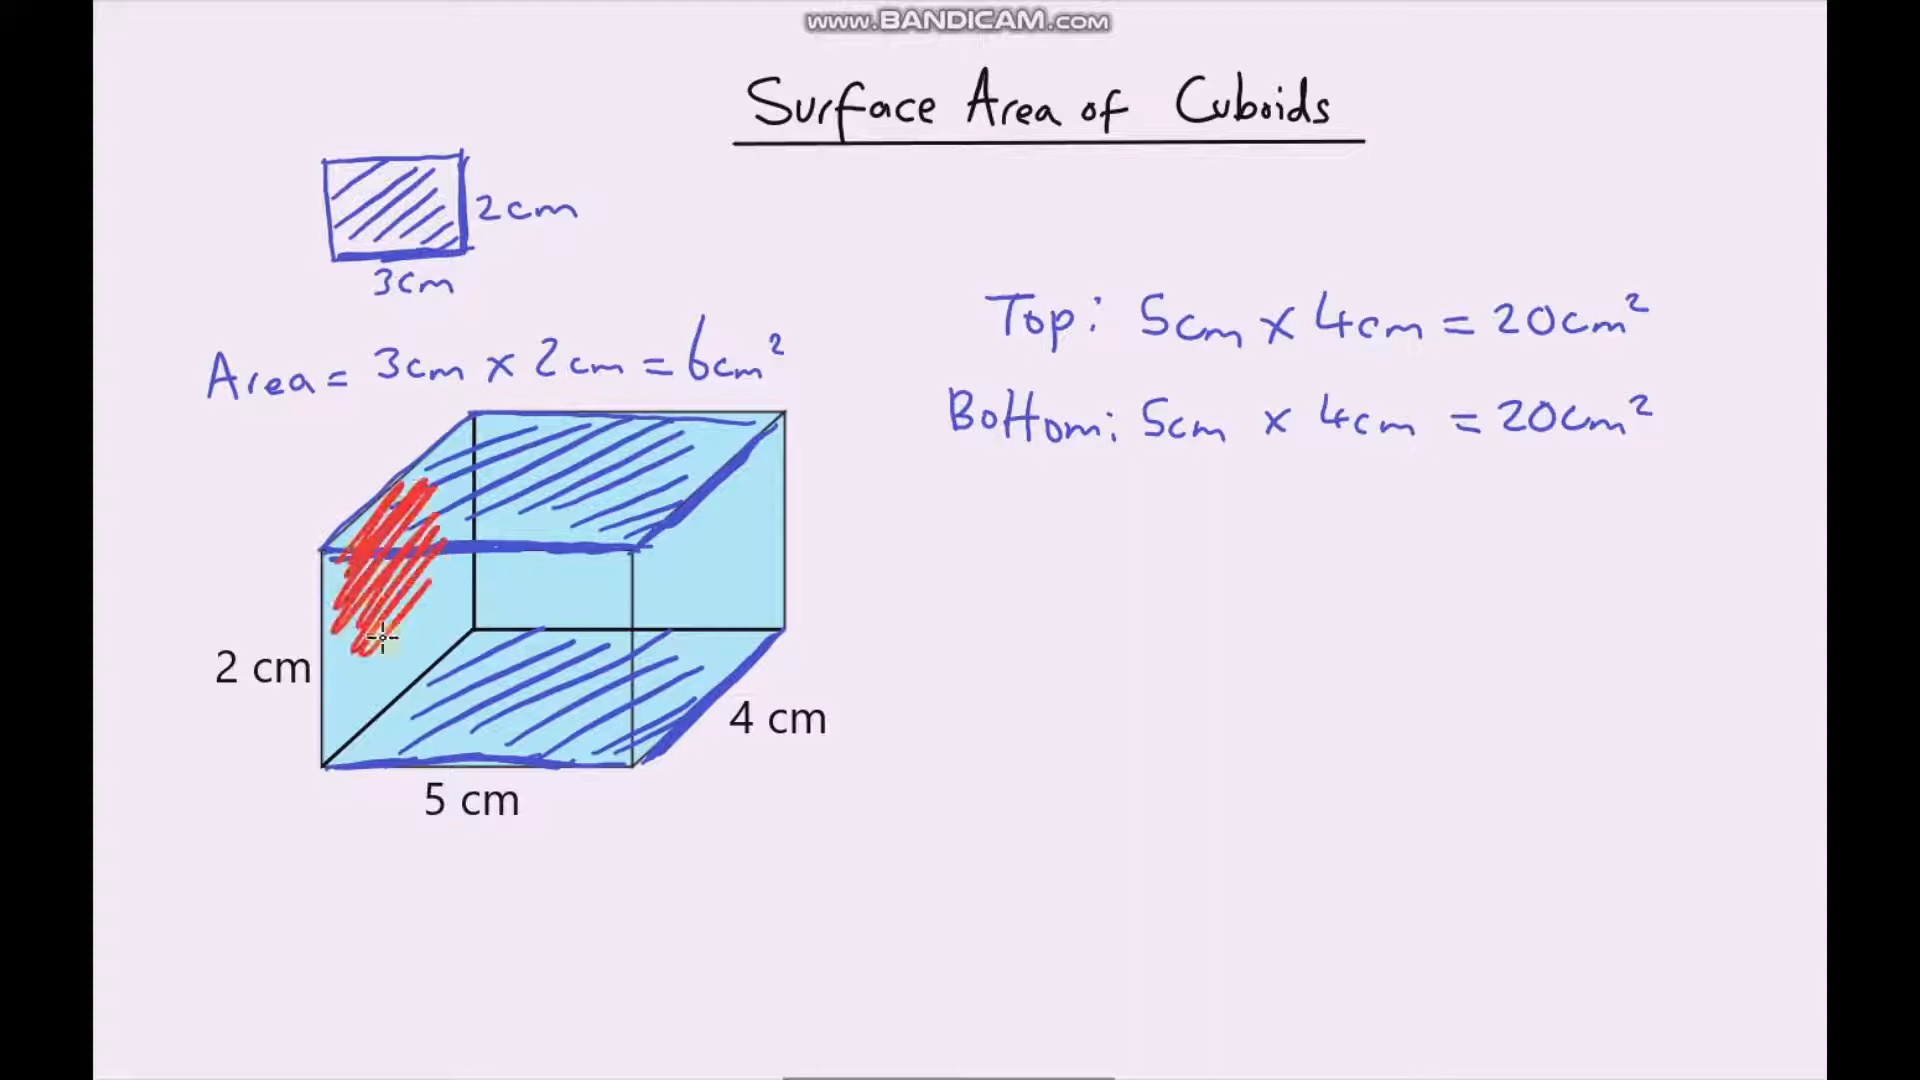 www.BANDICAM.com
Surface Area of Cuboids
2cm
3cm
Area = 3cm × 2cm = 6cm²
Top: 5cm × 4cm = 20cm²
Bottom: 5cm × 4cm = 20cm²
2 cm
4 cm
5 cm